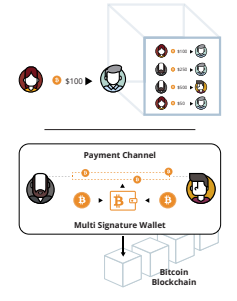 $100
$100
$250
$500
$50
Payment Channel
Multi Signature Wallet
Bitcoin
Blockchain